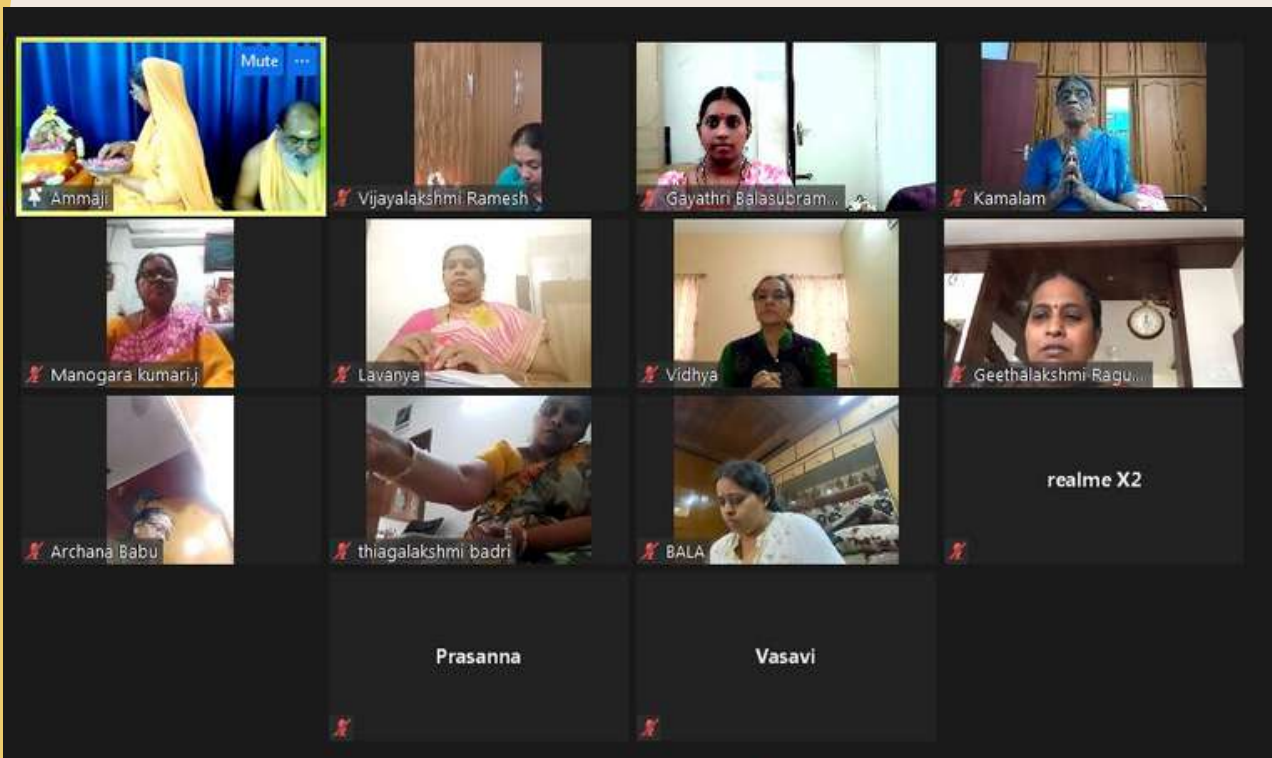 Mute ...
Ammaji
Vijayalakshmi Ramesh
Gayathri Balasubram...
Kamalam
Manogara kumari.j
Lavanya
Vidhya
Geethalakshmi Ragu...
Archana Babu
thiagalakshmi badri
BALA
realme X2
Prasanna
Vasavi